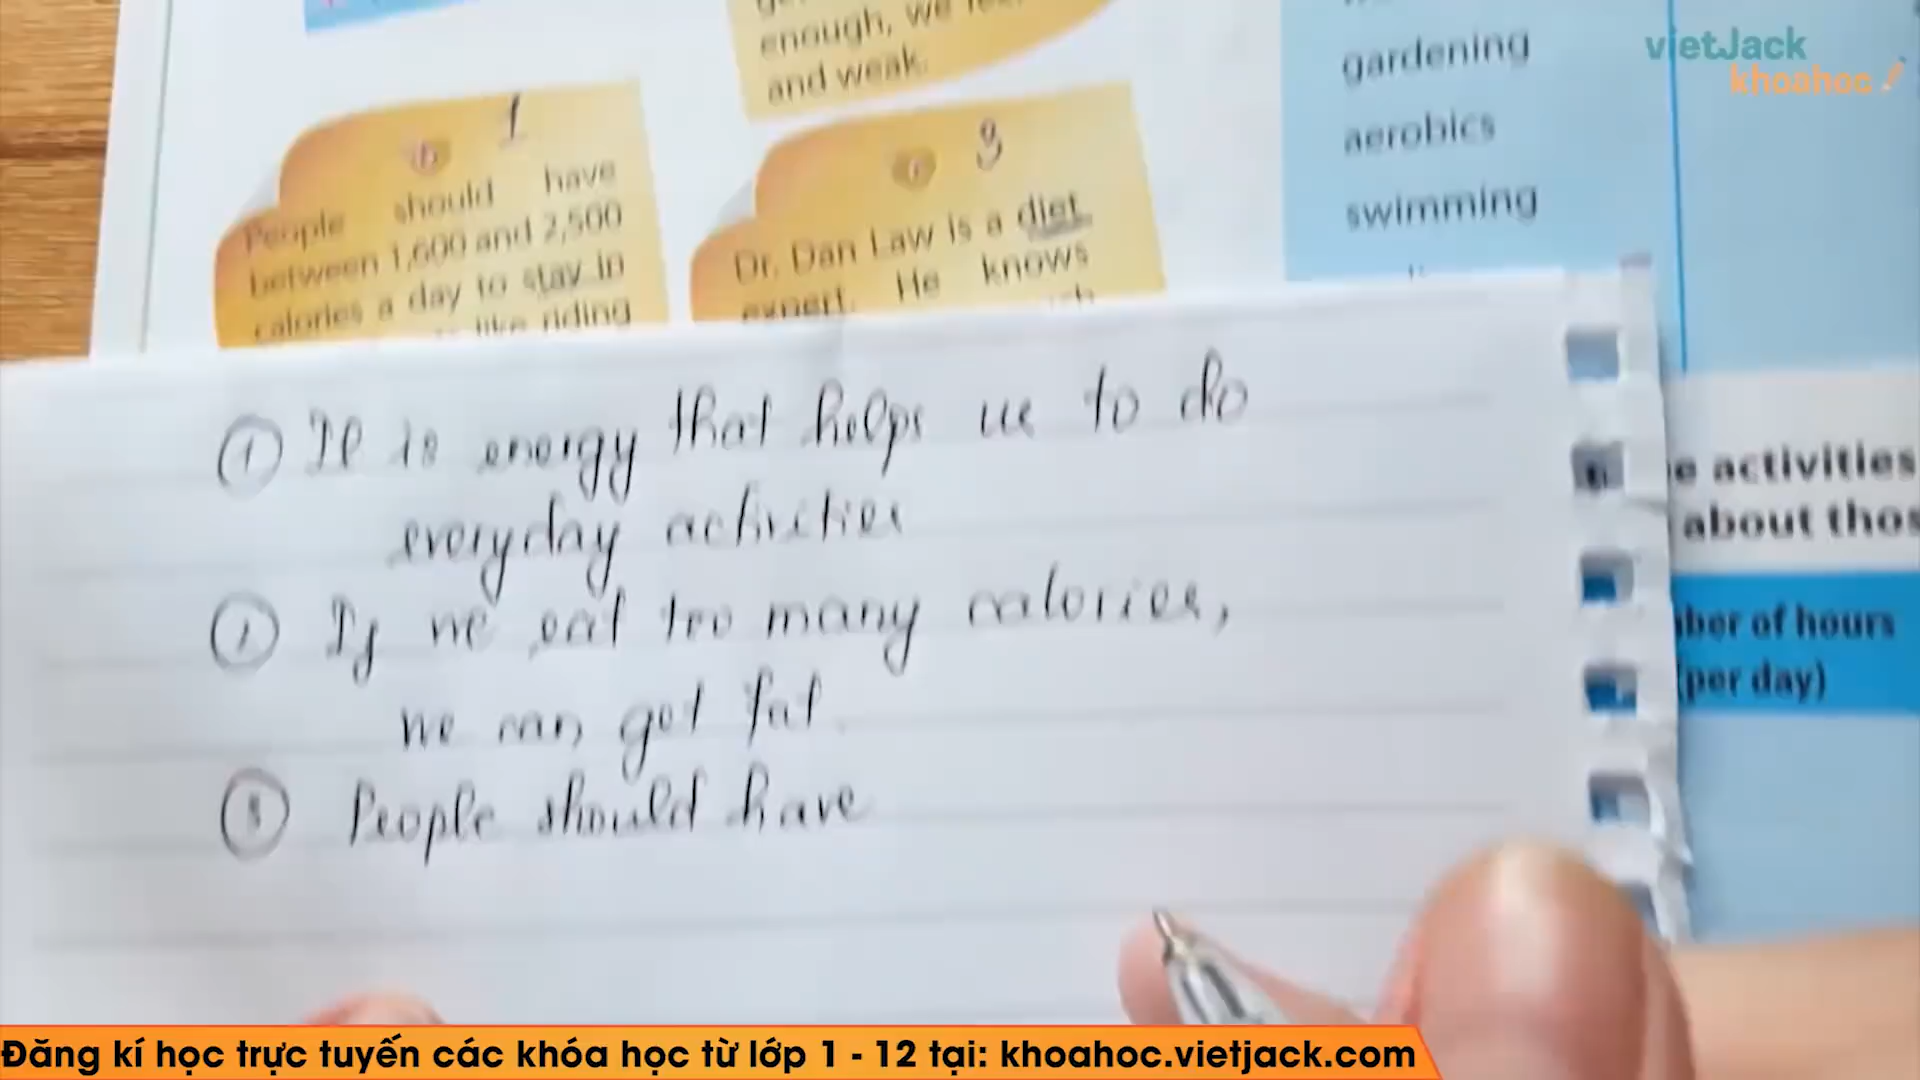 enough, we
and weak.
1
People should have
between 1,600 and 2,500
calories a day to stay in
like riding
3
Dr. Dan Law is a diet
expert. He knows
gardening
aerobics
swimming
vietJack
khoahoc
① It is energy that helps us to do
everyday activities
② If we eat too many calories,
we can get fat.
③ People should have
activities
about
of hours
(per day)
Đăng kí học trực tuyến các khóa học từ lớp 1 - 12 tại: khoahoc.vietjack.com